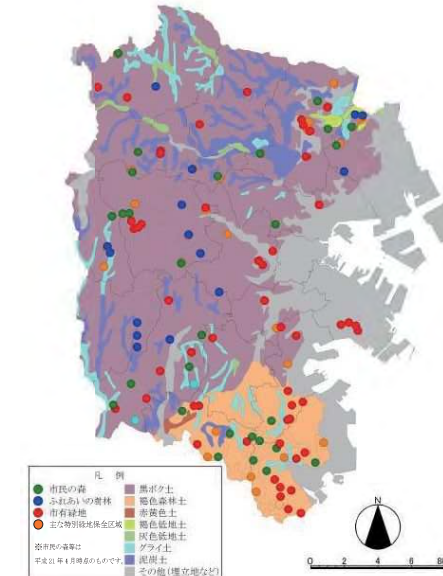 凡 例
市民の森
ふれあいの樹林
市有緑地
主な特別緑地保全区域
※市民の森等は
平成21年4月時点のものです。
黒ボク土
褐色森林土
赤黄色土
褐色低地土
灰色低地土
グライ土
泥炭土
その他(埋立地など)
N
0 2 4 6 8